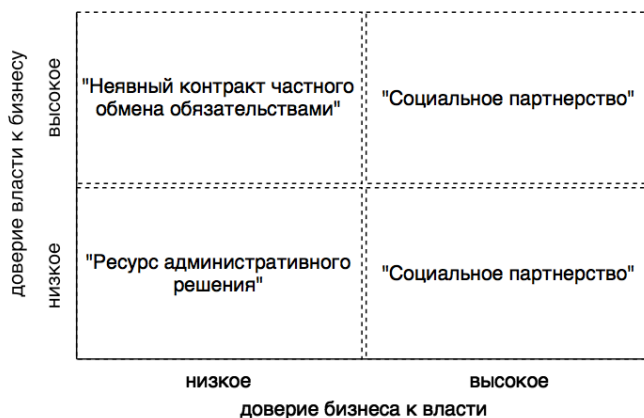 доверие власти к бизнесу
высокое
"Неявный контракт частного
обмена обязательствами"
"Социальное партнерство"
низкое
"Ресурс административного
решения"
"Социальное партнерство"
низкое
высокое
доверие бизнеса к власти